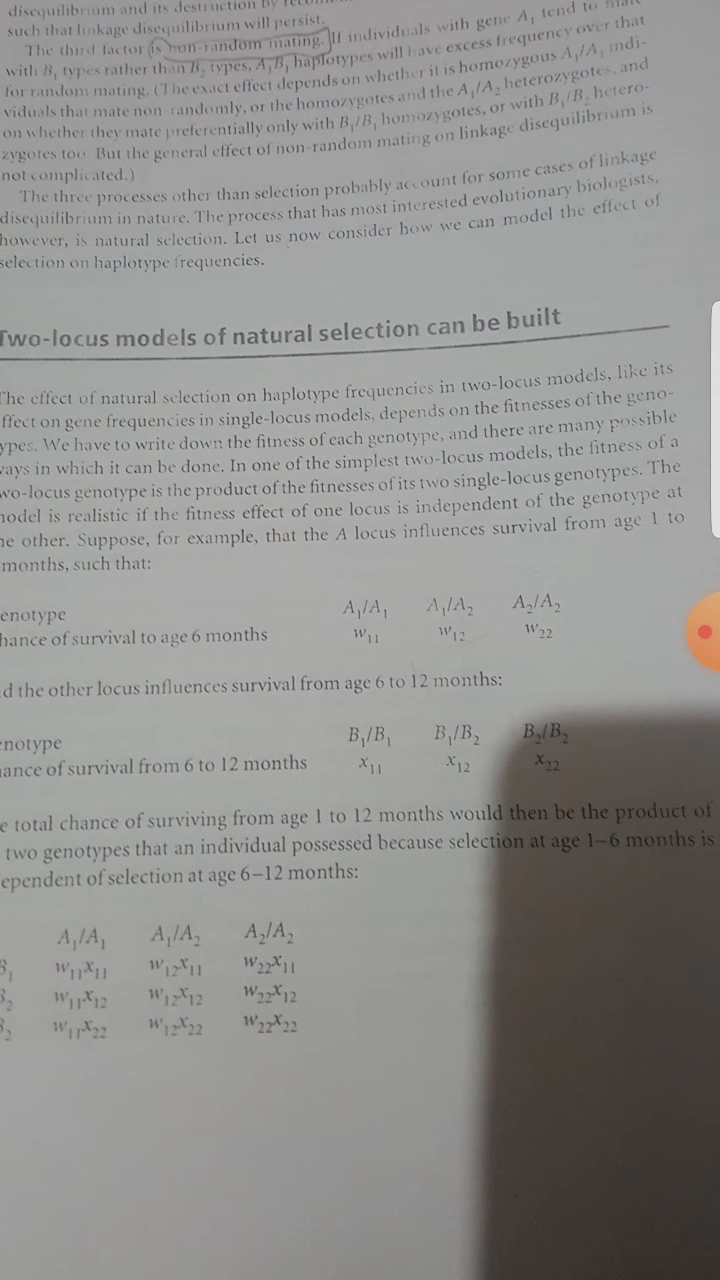 disequilibrium and its destruction by
such that linkage disequilibrium will persist.
The third factor is non-random mating. If individuals with gene A1 tend to mate
with B1 types rather than B2 types, A1B1 haplotypes will have excess frequency over that
for random mating. (The exact effect depends on whether it is homozygous A1/A1 indi-
viduals that mate non-randomly, or the homozygotes and the A1/A2 heterozygotes, and
on whether they mate preferentially only with B1/B1 homozygotes, or with B1/B2 hetero-
zygotes too. But the general effect of non-random mating on linkage disequilibrium is
not complicated.)
The three processes other than selection probably account for some cases of linkage
disequilibrium in nature. The process that has most interested evolutionary biologists,
however, is natural selection. Let us now consider how we can model the effect of
selection on haplotype frequencies.
Two-locus models of natural selection can be built
The effect of natural selection on haplotype frequencies in two-locus models, like its
ffect on gene frequencies in single-locus models, depends on the fitnesses of the geno-
ypes. We have to write down the fitness of each genotype, and there are many possible
ways in which it can be done. In one of the simplest two-locus models, the fitness of a
wo-locus genotype is the product of the fitnesses of its two single-locus genotypes. The
model is realistic if the fitness effect of one locus is independent of the genotype at
he other. Suppose, for example, that the A locus influences survival from age 1 to
months, such that:
enotype A1/A1 A1/A2 A2/A2
hance of survival to age 6 months w11 w12 w22
d the other locus influences survival from age 6 to 12 months:
enotype B1/B1 B1/B2 B2/B2
ance of survival from 6 to 12 months x11 x12 x22
e total chance of surviving from age 1 to 12 months would then be the product of
two genotypes that an individual possessed because selection at age 1–6 months is
ependent of selection at age 6–12 months:
A1/A1 A1/A2 A2/A2
B1 w11x11 w12x11 w22x11
B2 w11x12 w12x12 w22x12
B2 w11x22 w12x22 w22x22